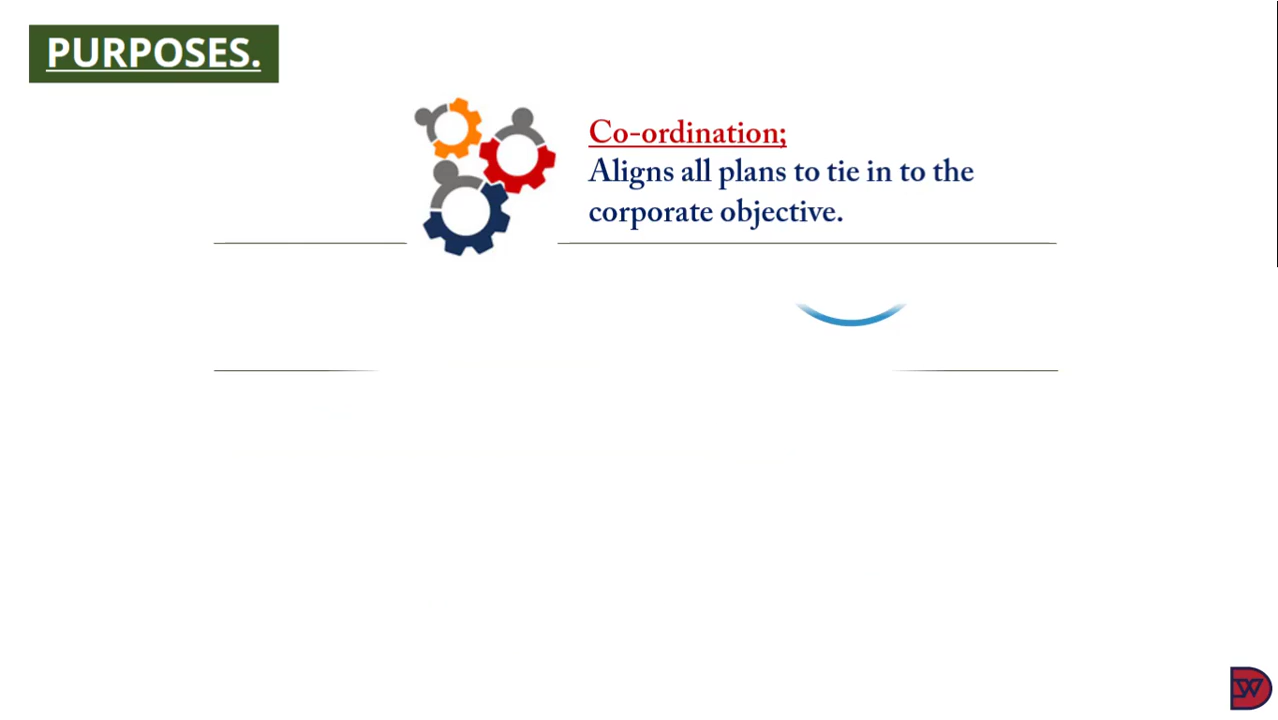 PURPOSES.
Co-ordination;
Aligns all plans to tie in to the
corporate objective.